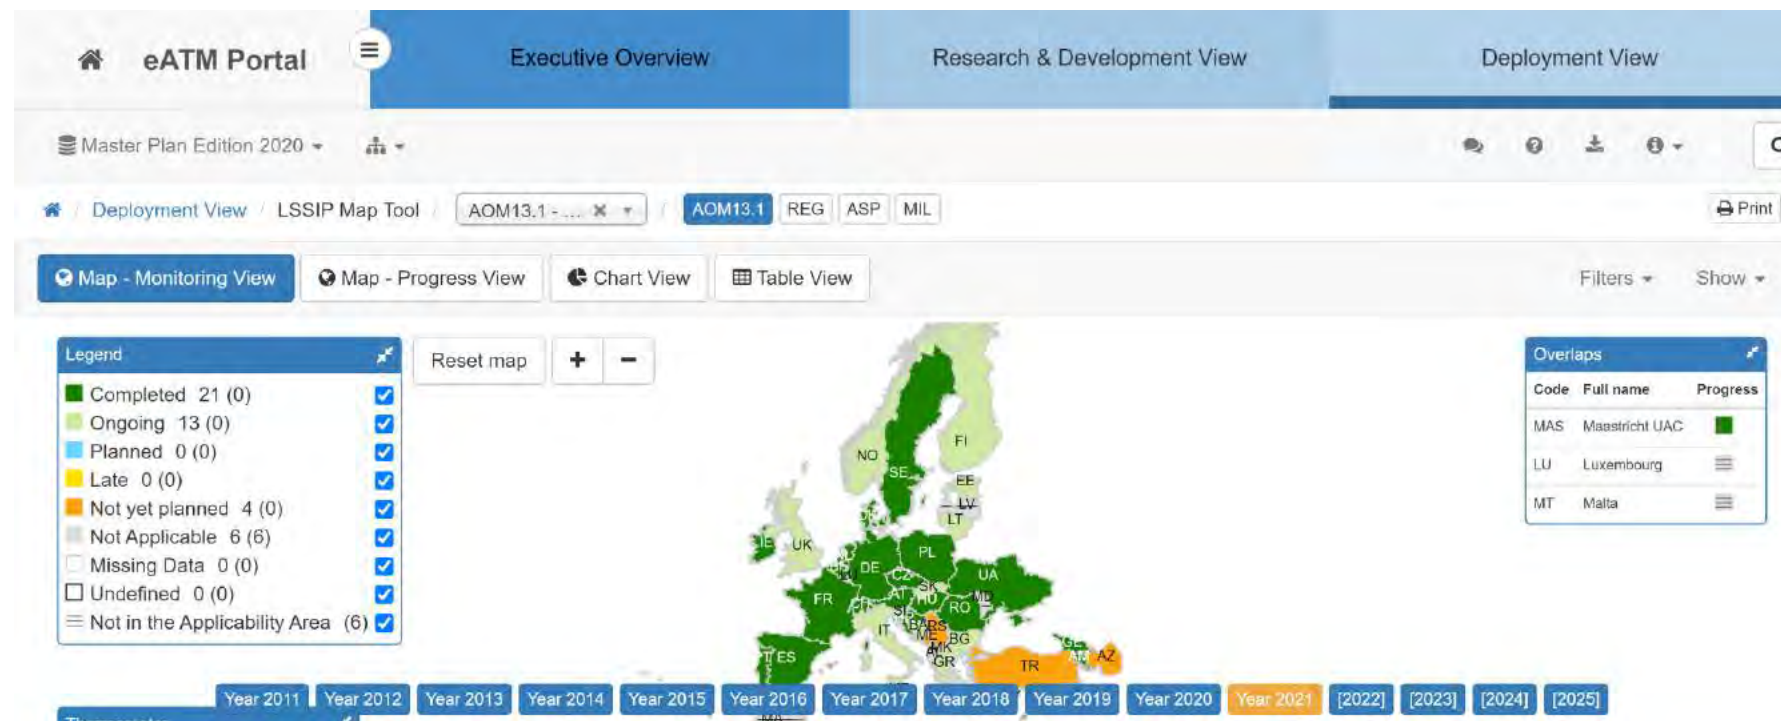 eATM Portal
Executive Overview
Research & Development View
Deployment View
Master Plan Edition 2020
/ Deployment View / LSSIP Map Tool / AOM13.1 - ... / AOM13.1 REG ASP MIL
Print
Map - Monitoring View
Map - Progress View
Chart View
Table View
Filters
Show
Legend
Completed 21 (0)
Ongoing 13 (0)
Planned 0 (0)
Late 0 (0)
Not yet planned 4 (0)
Not Applicable 6 (6)
Missing Data 0 (0)
Undefined 0 (0)
Not in the Applicability Area (6)
Reset map + −
Overlaps
Code Full name Progress
MAS Maastricht UAC
LU Luxembourg
MT Malta
FI
NO
SE
EE
LV
LT
IE
UK
PL
DE
CZ
UA
SK
FR
AT
HU
MD
RO
IT
BA
RS
ME
BG
MK
GR
ES
TR
GE
AM
AZ
Year 2011 Year 2012 Year 2013 Year 2014 Year 2015 Year 2016 Year 2017 Year 2018 Year 2019 Year 2020 Year 2021 [2022] [2023] [2024] [2025]
MA